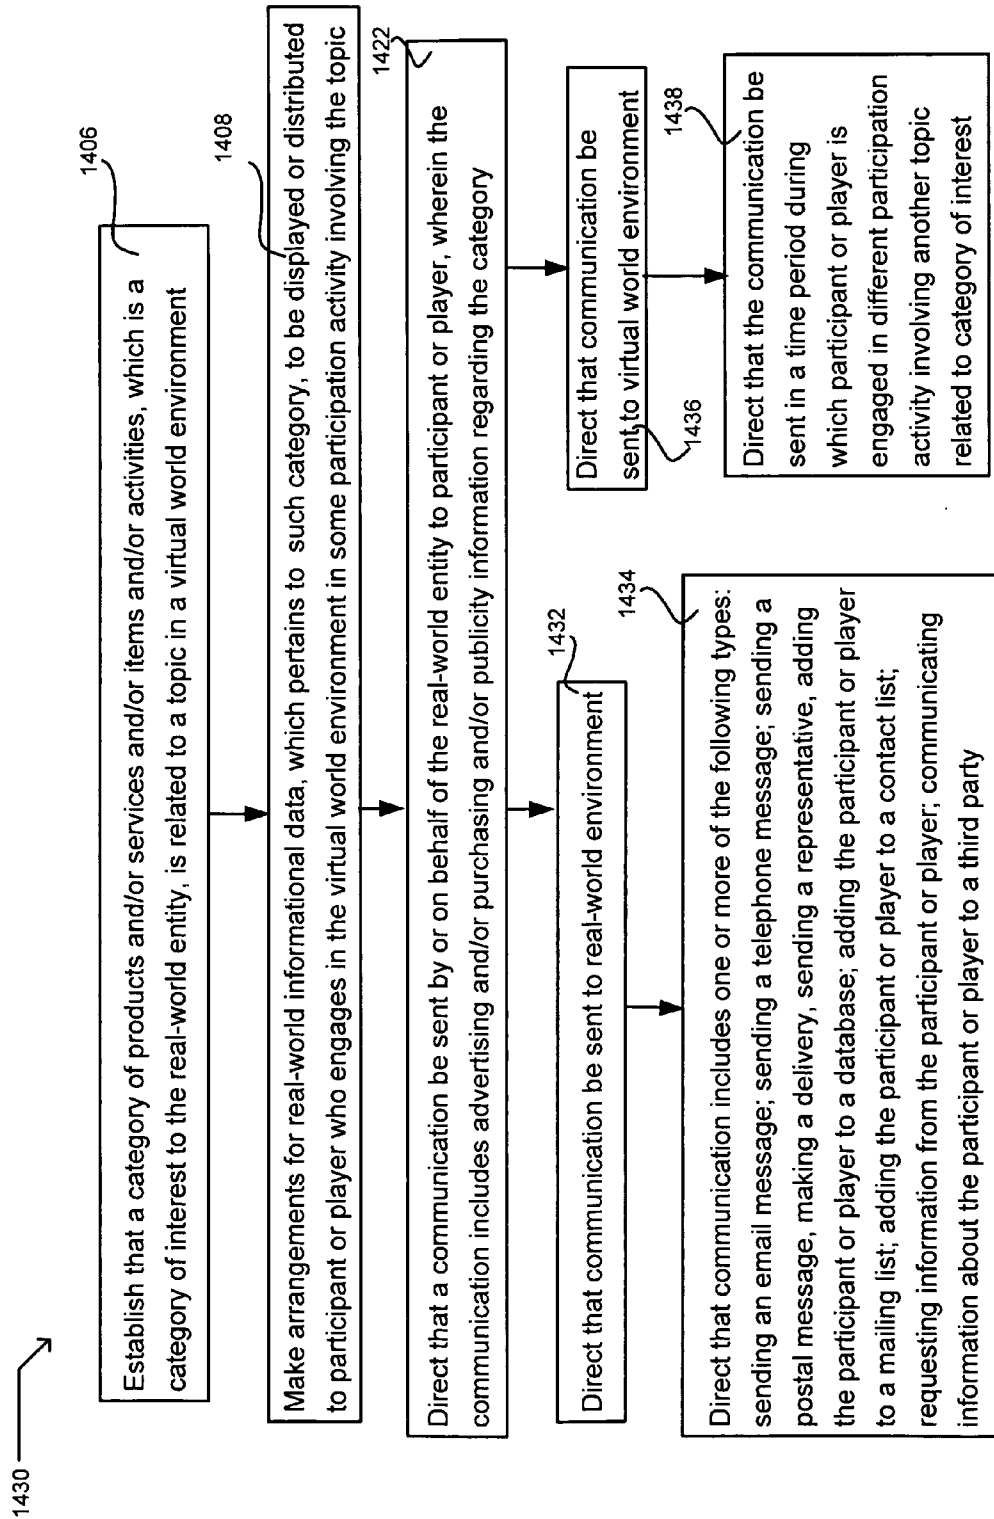 1430
1406
Establish that a category of products and/or services and/or items and/or activities, which is a
category of interest to the real-world entity, is related to a topic in a virtual world environment
1408
Make arrangements for real-world informational data, which pertains to such category, to be displayed or distributed
to participant or player who engages in the virtual world environment in some participation activity involving the topic
1422
Direct that a communication be sent by or on behalf of the real-world entity to participant or player, wherein the
communication includes advertising and/or purchasing and/or publicity information regarding the category
1432
Direct that communication be sent to real-world environment
1434
Direct that communication includes one or more of the following types:
sending an email message; sending a telephone message; sending a
postal message, making a delivery, sending a representative, adding
the participant or player to a database; adding the participant or player
to a mailing list; adding the participant or player to a contact list;
requesting information from the participant or player; communicating
information about the participant or player to a third party
Direct that communication be
sent to virtual world environment
1436
1438
Direct that the communication be
sent in a time period during
which participant or player is
engaged in different participation
activity involving another topic
related to category of interest